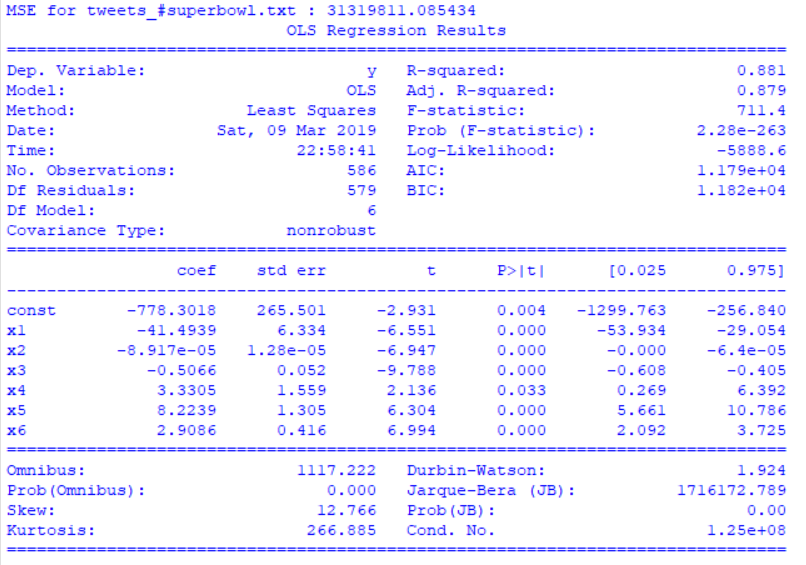 MSE for tweets_#superbowl.txt : 31319811.085434
OLS Regression Results
==============================================================================
Dep. Variable: y R-squared: 0.881
Model: OLS Adj. R-squared: 0.879
Method: Least Squares F-statistic: 711.4
Date: Sat, 09 Mar 2019 Prob (F-statistic): 2.28e-263
Time: 22:58:41 Log-Likelihood: -5888.6
No. Observations: 586 AIC: 1.179e+04
Df Residuals: 579 BIC: 1.182e+04
Df Model: 6
Covariance Type: nonrobust
==============================================================================
coef std err t P>|t| [0.025 0.975]
------------------------------------------------------------------------------
const -778.3018 265.501 -2.931 0.004 -1299.763 -256.840
x1 -41.4939 6.334 -6.551 0.000 -53.934 -29.054
x2 -8.917e-05 1.28e-05 -6.947 0.000 -0.000 -6.4e-05
x3 -0.5066 0.052 -9.788 0.000 -0.608 -0.405
x4 3.3305 1.559 2.136 0.033 0.269 6.392
x5 8.2239 1.305 6.304 0.000 5.661 10.786
x6 2.9086 0.416 6.994 0.000 2.092 3.725
==============================================================================
Omnibus: 1117.222 Durbin-Watson: 1.924
Prob(Omnibus): 0.000 Jarque-Bera (JB): 1716172.789
Skew: 12.766 Prob(JB): 0.00
Kurtosis: 266.885 Cond. No. 1.25e+08
==============================================================================